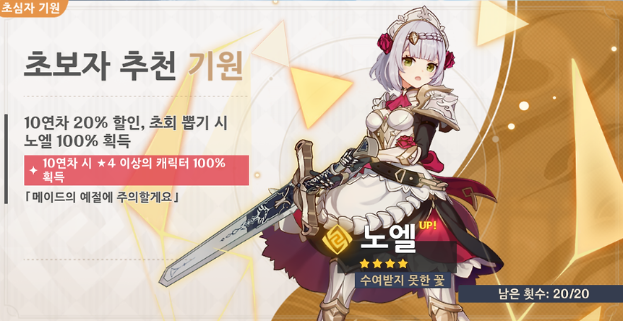 초심자 기원
초보자 추천 기원
10연차 20% 할인, 초회 뽑기 시
노엘 100% 획득
10연차 시 ★4 이상의 캐릭터 100%
획득
「메이드의 예절에 주의할게요」
노엘 UP!
★★★★
수여받지 못한 꽃
남은 횟수: 20/20